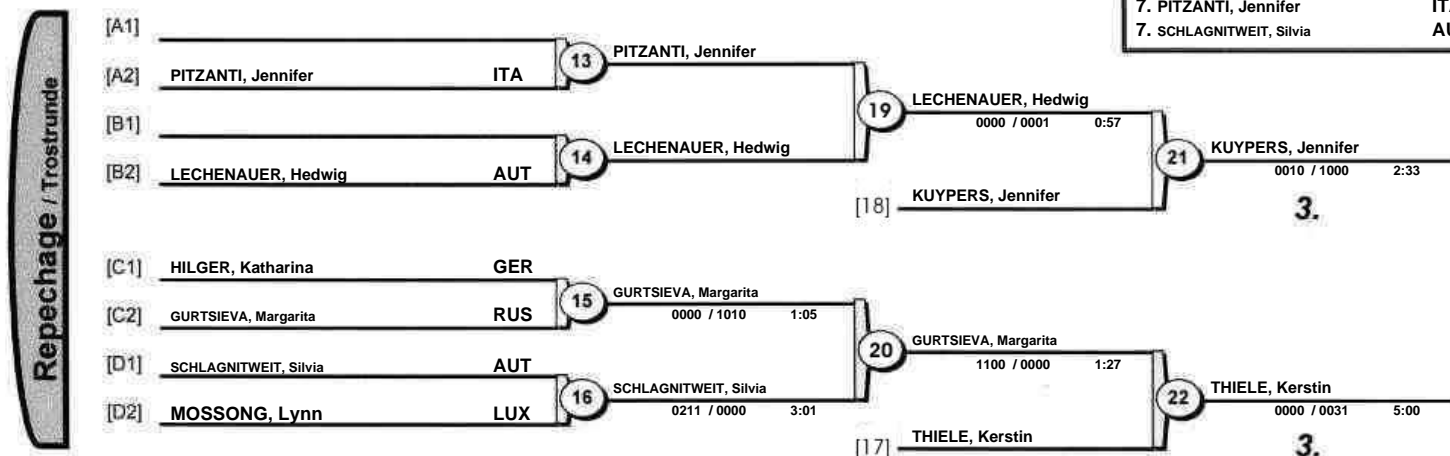 7. PITZANTI, Jennifer
7. SCHLAGNITWEIT, Silvia
Repechage / Trostrunde
[A1]
[A2] PITZANTI, Jennifer ITA
13
PITZANTI, Jennifer
[B1]
[B2] LECHENAUER, Hedwig AUT
14
LECHENAUER, Hedwig
19
LECHENAUER, Hedwig
0000 / 0001 0:57
[18] KUYPERS, Jennifer
21
KUYPERS, Jennifer
0010 / 1000 2:33
3.
[C1] HILGER, Katharina GER
[C2] GURTSIEVA, Margarita RUS
15
GURTSIEVA, Margarita
0000 / 1010 1:05
[D1] SCHLAGNITWEIT, Silvia AUT
[D2] MOSSONG, Lynn LUX
16
SCHLAGNITWEIT, Silvia
0211 / 0000 3:01
20
GURTSIEVA, Margarita
1100 / 0000 1:27
[17] THIELE, Kerstin
22
THIELE, Kerstin
0000 / 0031 5:00
3.